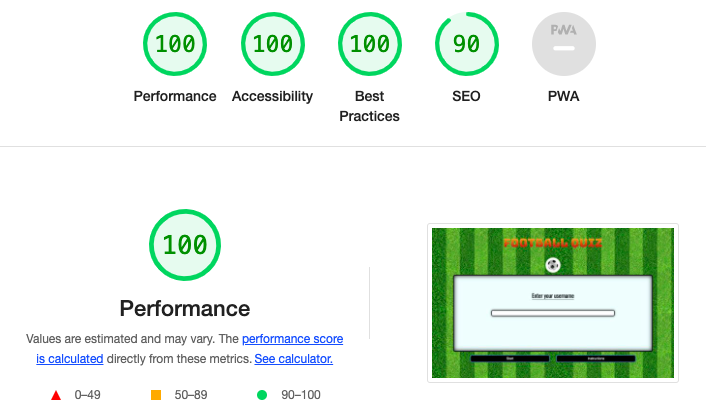 100 100 100 90 PWA
Performance Accessibility Best Practices SEO PWA
100
Performance
Values are estimated and may vary. The performance score
is calculated directly from these metrics. See calculator.
0–49 50–89 90–100
FOOTBALL QUIZ
Enter your username
Start Instructions